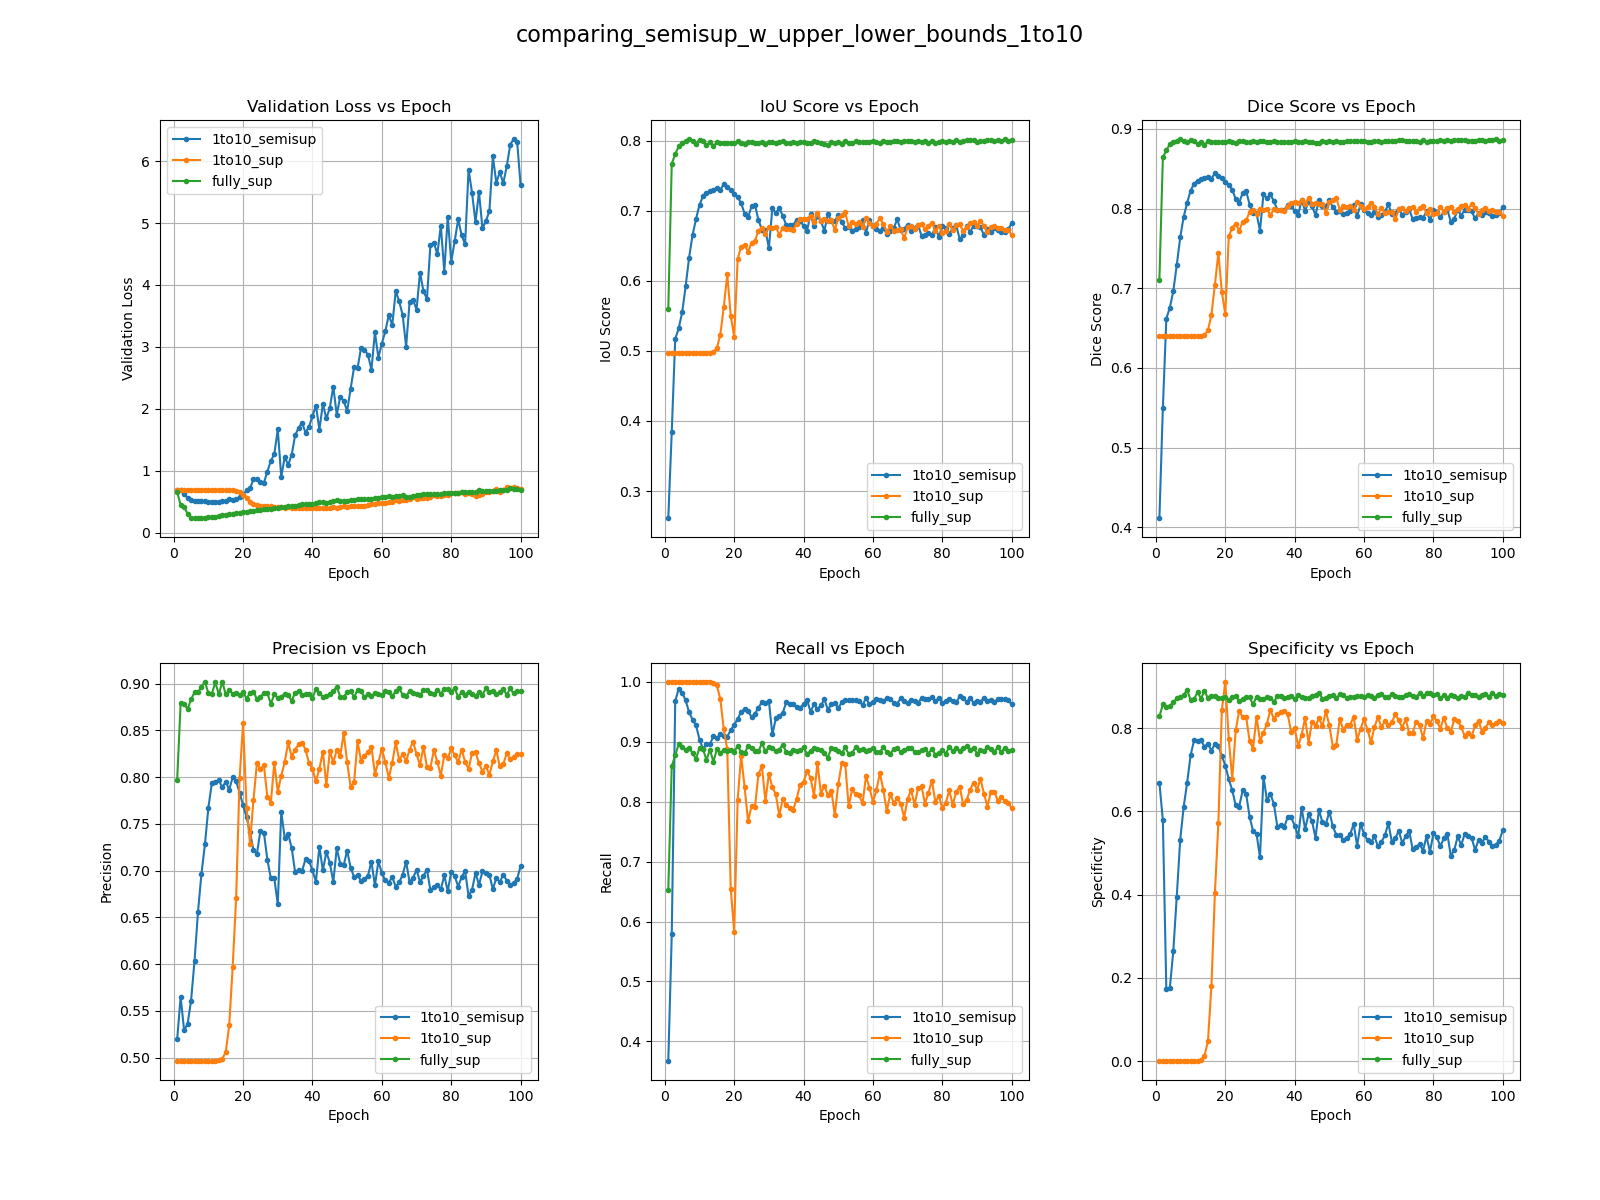 comparing_semisup_w_upper_lower_bounds_1to10
Validation Loss vs Epoch
Validation Loss
6
5
4
3
2
1
0
1to10_semisup
1to10_sup
fully_sup
0 20 40 60 80 100
Epoch
IoU Score vs Epoch
IoU Score
0.8
0.7
0.6
0.5
0.4
0.3
1to10_semisup
1to10_sup
fully_sup
0 20 40 60 80 100
Epoch
Dice Score vs Epoch
Dice Score
0.9
0.8
0.7
0.6
0.5
0.4
1to10_semisup
1to10_sup
fully_sup
0 20 40 60 80 100
Epoch
Precision vs Epoch
Precision
0.90
0.85
0.80
0.75
0.70
0.65
0.60
0.55
0.50
1to10_semisup
1to10_sup
fully_sup
0 20 40 60 80 100
Epoch
Recall vs Epoch
Recall
1.0
0.9
0.8
0.7
0.6
0.5
0.4
1to10_semisup
1to10_sup
fully_sup
0 20 40 60 80 100
Epoch
Specificity vs Epoch
Specificity
0.8
0.6
0.4
0.2
0.0
1to10_semisup
1to10_sup
fully_sup
0 20 40 60 80 100
Epoch